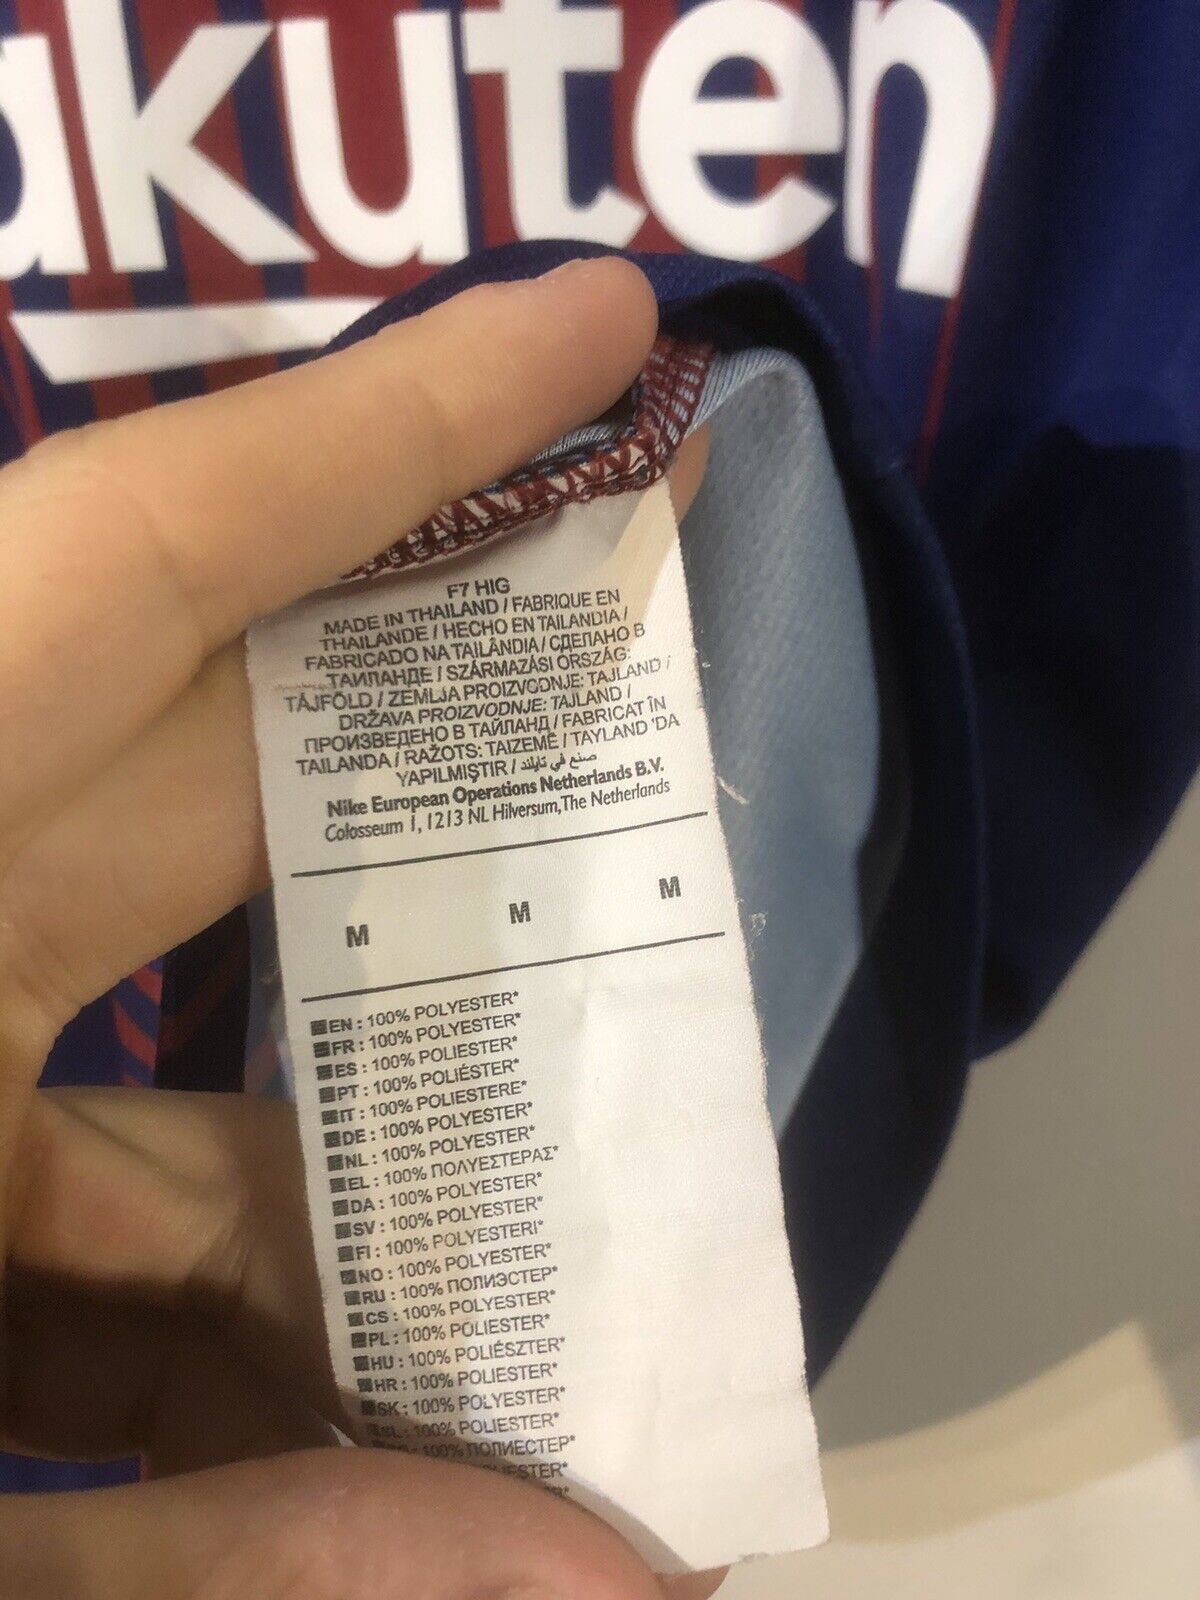 akuten
F7 HIG
MADE IN THAILAND / FABRIQUE EN
THAILANDE / HECHO EN TAILANDIA /
FABRICADO NA TAILÂNDIA / СДЕЛАНО В
ТАИЛАНДЕ / SZÁRMAZÁSI ORSZÁG:
TÁJFÖLD / ZEMLJA PROIZVODNJE: TAJLAND /
DRŽAVA PROIZVODNJE: TAJLAND /
ПРОИЗВЕДЕНО В ТАЙЛАНД / FABRICAT ÎN
TAILANDA / RAŽOTS: TAIZEMĒ / TAYLAND 'DA
YAPILMIŞTIR / صنع في تايلند
Nike European Operations Netherlands B.V.
Colosseum 1, 1213 NL Hilversum, The Netherlands
M M M
EN : 100% POLYESTER*
FR : 100% POLYESTER*
ES : 100% POLIESTER*
PT : 100% POLIÉSTER*
IT : 100% POLIESTERE*
DE : 100% POLYESTER*
NL : 100% POLYESTER*
EL : 100% ΠΟΛΥΕΣΤΕΡΑΣ*
DA : 100% POLYESTER*
SV : 100% POLYESTER*
FI : 100% POLYESTERI*
NO : 100% POLYESTER*
RU : 100% ПОЛИЭСТЕР*
CS : 100% POLYESTER*
PL : 100% POLIESTER*
HU : 100% POLIÉSZTER*
HR : 100% POLIESTER*
SK : 100% POLYESTER*
SL : 100% POLIESTER*
100% ПОЛИЕСТЕР*